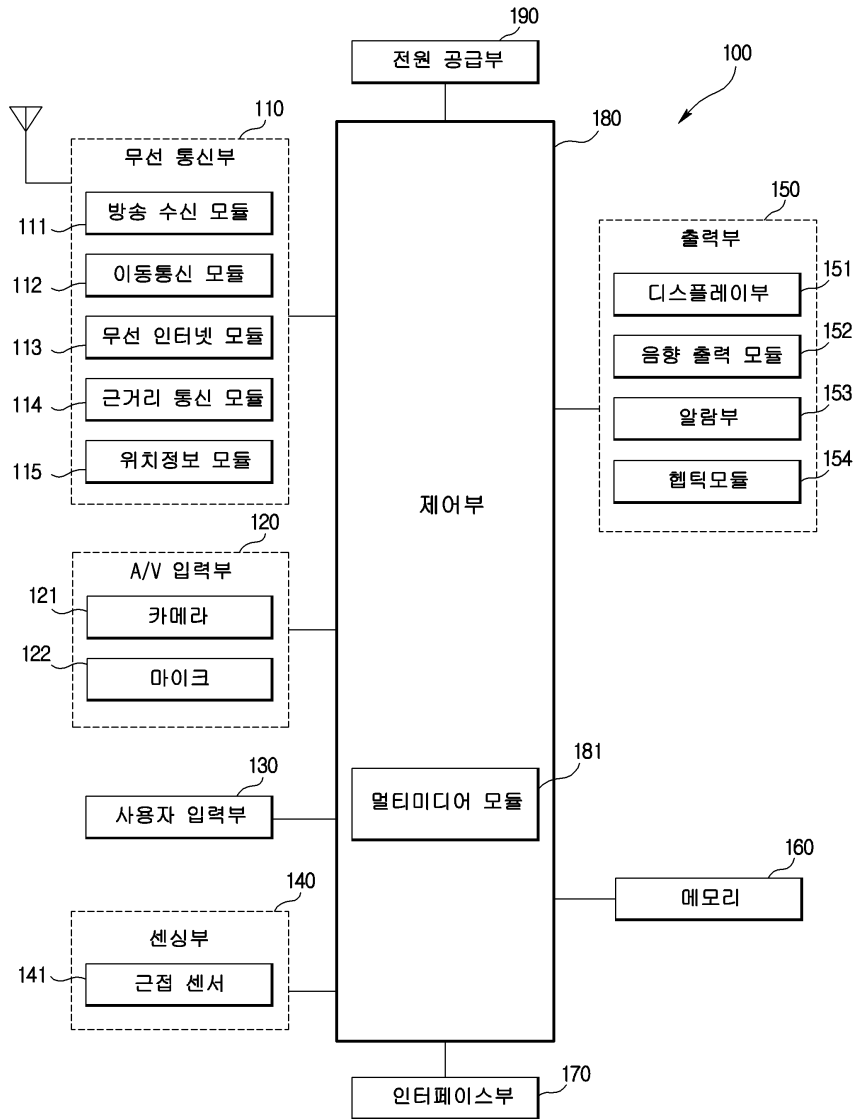 190
전원 공급부
100
110
무선 통신부
180
방송 수신 모듈
111
이동통신 모듈
112
무선 인터넷 모듈
113
근거리 통신 모듈
114
위치정보 모듈
115
150
출력부
디스플레이부
151
음향 출력 모듈
152
알람부
153
햅틱모듈
154
제어부
120
A/V 입력부
121
카메라
122
마이크
130
사용자 입력부
181
멀티미디어 모듈
140
센싱부
141
근접 센서
160
메모리
인터페이스부
170